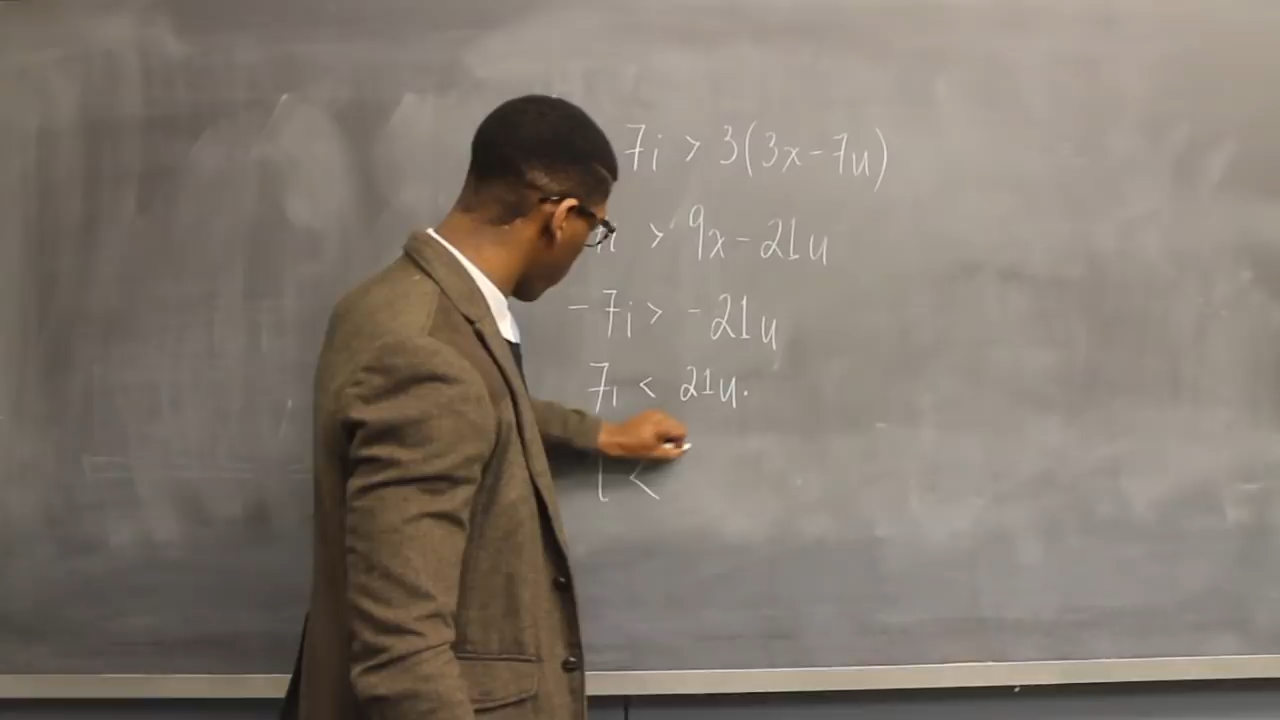 7i > 3(3x-7u)
> 9x-21u
-7i > -21u
7i < 21u.
i <